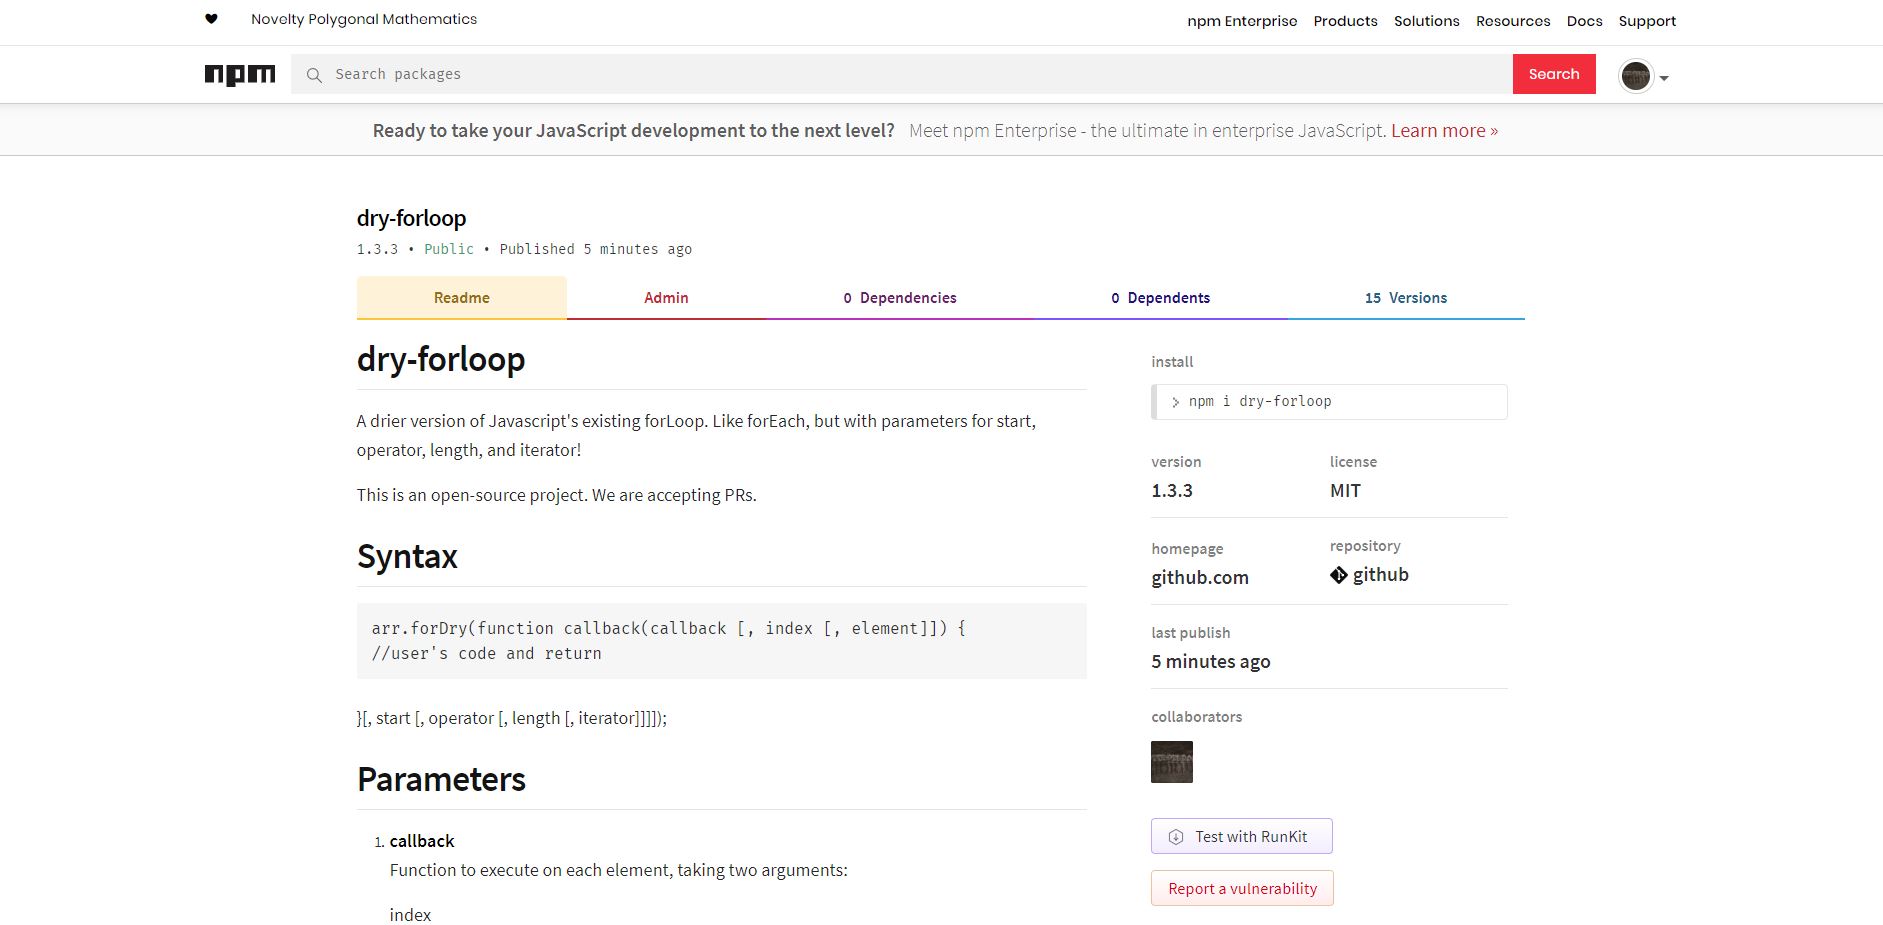 ♥ Novelty Polygonal Mathematics
npm Enterprise Products Solutions Resources Docs Support
npm
Search packages
Search
Ready to take your JavaScript development to the next level? Meet npm Enterprise - the ultimate in enterprise JavaScript. Learn more »
dry-forloop
1.3.3 • Public • Published 5 minutes ago
Readme
Admin
0 Dependencies
0 Dependents
15 Versions
dry-forloop
A drier version of Javascript's existing forLoop. Like forEach, but with parameters for start,
operator, length, and iterator!
This is an open-source project. We are accepting PRs.
Syntax
arr.forDry(function callback(callback [, index [, element]]) {
//user's code and return
}[, start [, operator [, length [, iterator]]]]);
Parameters
1. callback
Function to execute on each element, taking two arguments:
index
install
> npm i dry-forloop
version
1.3.3
license
MIT
homepage
github.com
repository
github
last publish
5 minutes ago
collaborators
Test with RunKit
Report a vulnerability